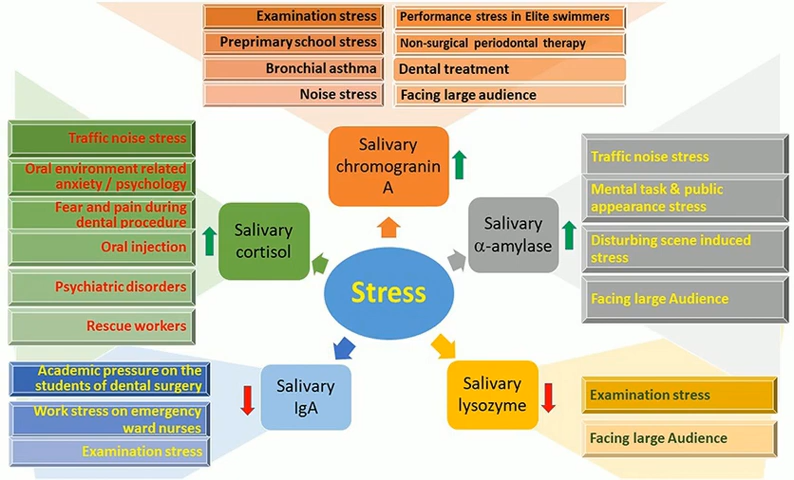 Examination stress
Performance stress in Elite swimmers
Preprimary school stress
Non-surgical periodontal therapy
Bronchial asthma
Dental treatment
Noise stress
Facing large audience
Salivary
chromogranin
A
Traffic noise stress
Oral environment related
anxiety / psychology
Fear and pain during
dental procedure
Oral injection
Psychiatric disorders
Rescue workers
Salivary
cortisol
Salivary
α-amylase
Traffic noise stress
Mental task & public
appearance stress
Disturbing scene induced
stress
Facing large Audience
Stress
Academic pressure on the
students of dental surgery
Work stress on emergency
ward nurses
Examination stress
Salivary
IgA
Salivary
lysozyme
Examination stress
Facing large Audience